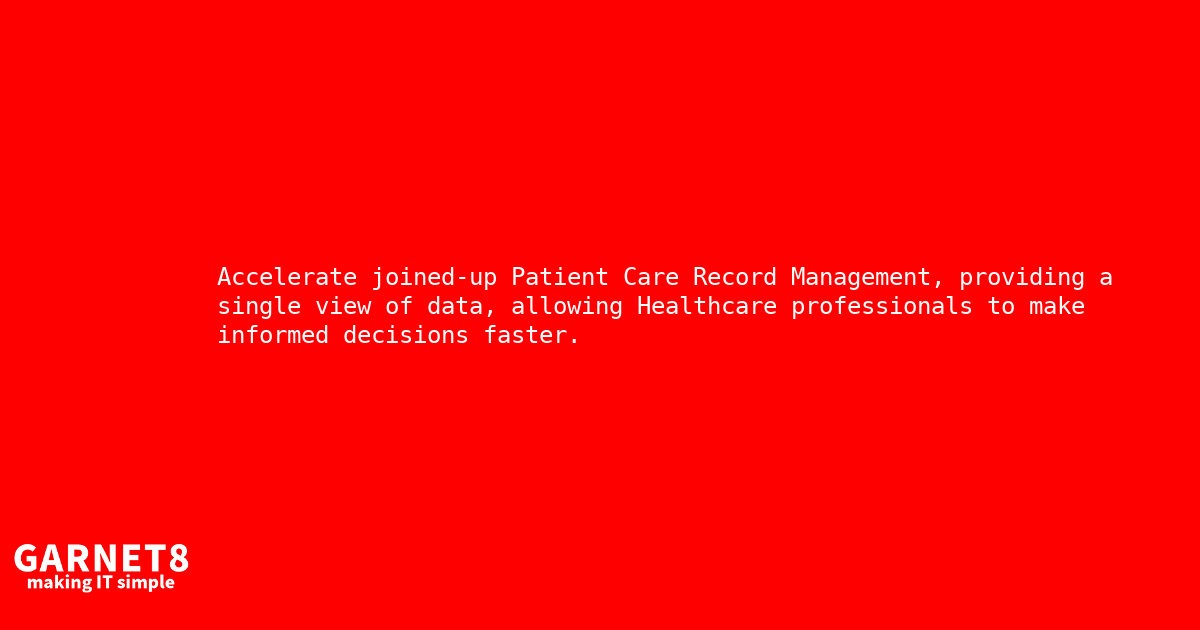 Accelerate joined-up Patient Care Record Management, providing a
single view of data, allowing Healthcare professionals to make
informed decisions faster.
GARNET8
making IT simple